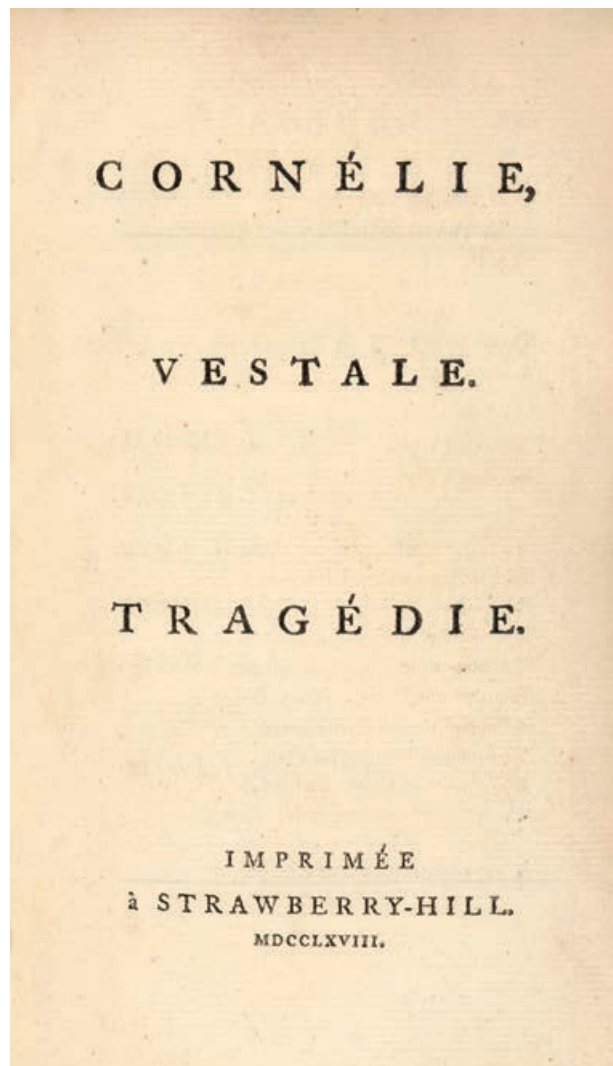 CORNÉLIE,
VESTALE.
TRAGÉDIE.
IMPRIMÉE
à STRAWBERRY-HILL.
MDCCLXVIII.